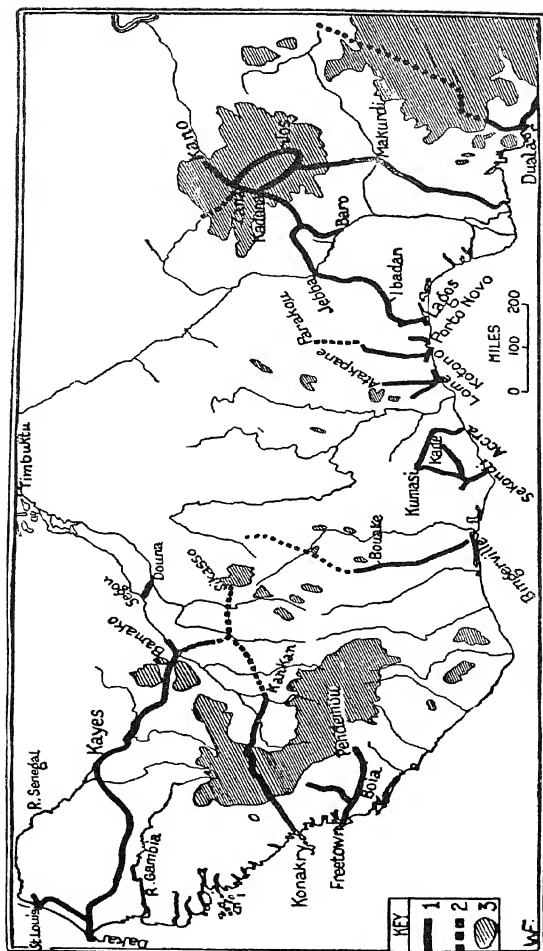 St. Louis
R. Senegal
Dakar
Kayes
R. Gambia
Bamako
Segou
Douna
Timbuktu
Sikasso
Kankan
Konakry
Freetown
Boia
Pendembu
Bouake
Bingerville
Kumasi
Kade
Sekondi
Accra
Lome
Atakpane
Kotono
Parakou
Porto Novo
Lagos
Ibadan
Jebba
Baro
Kaduna
Zaria
Kano
Jos
Makurdi
Duala
MILES
0 100 200
KEY
1
2
3
W.F.